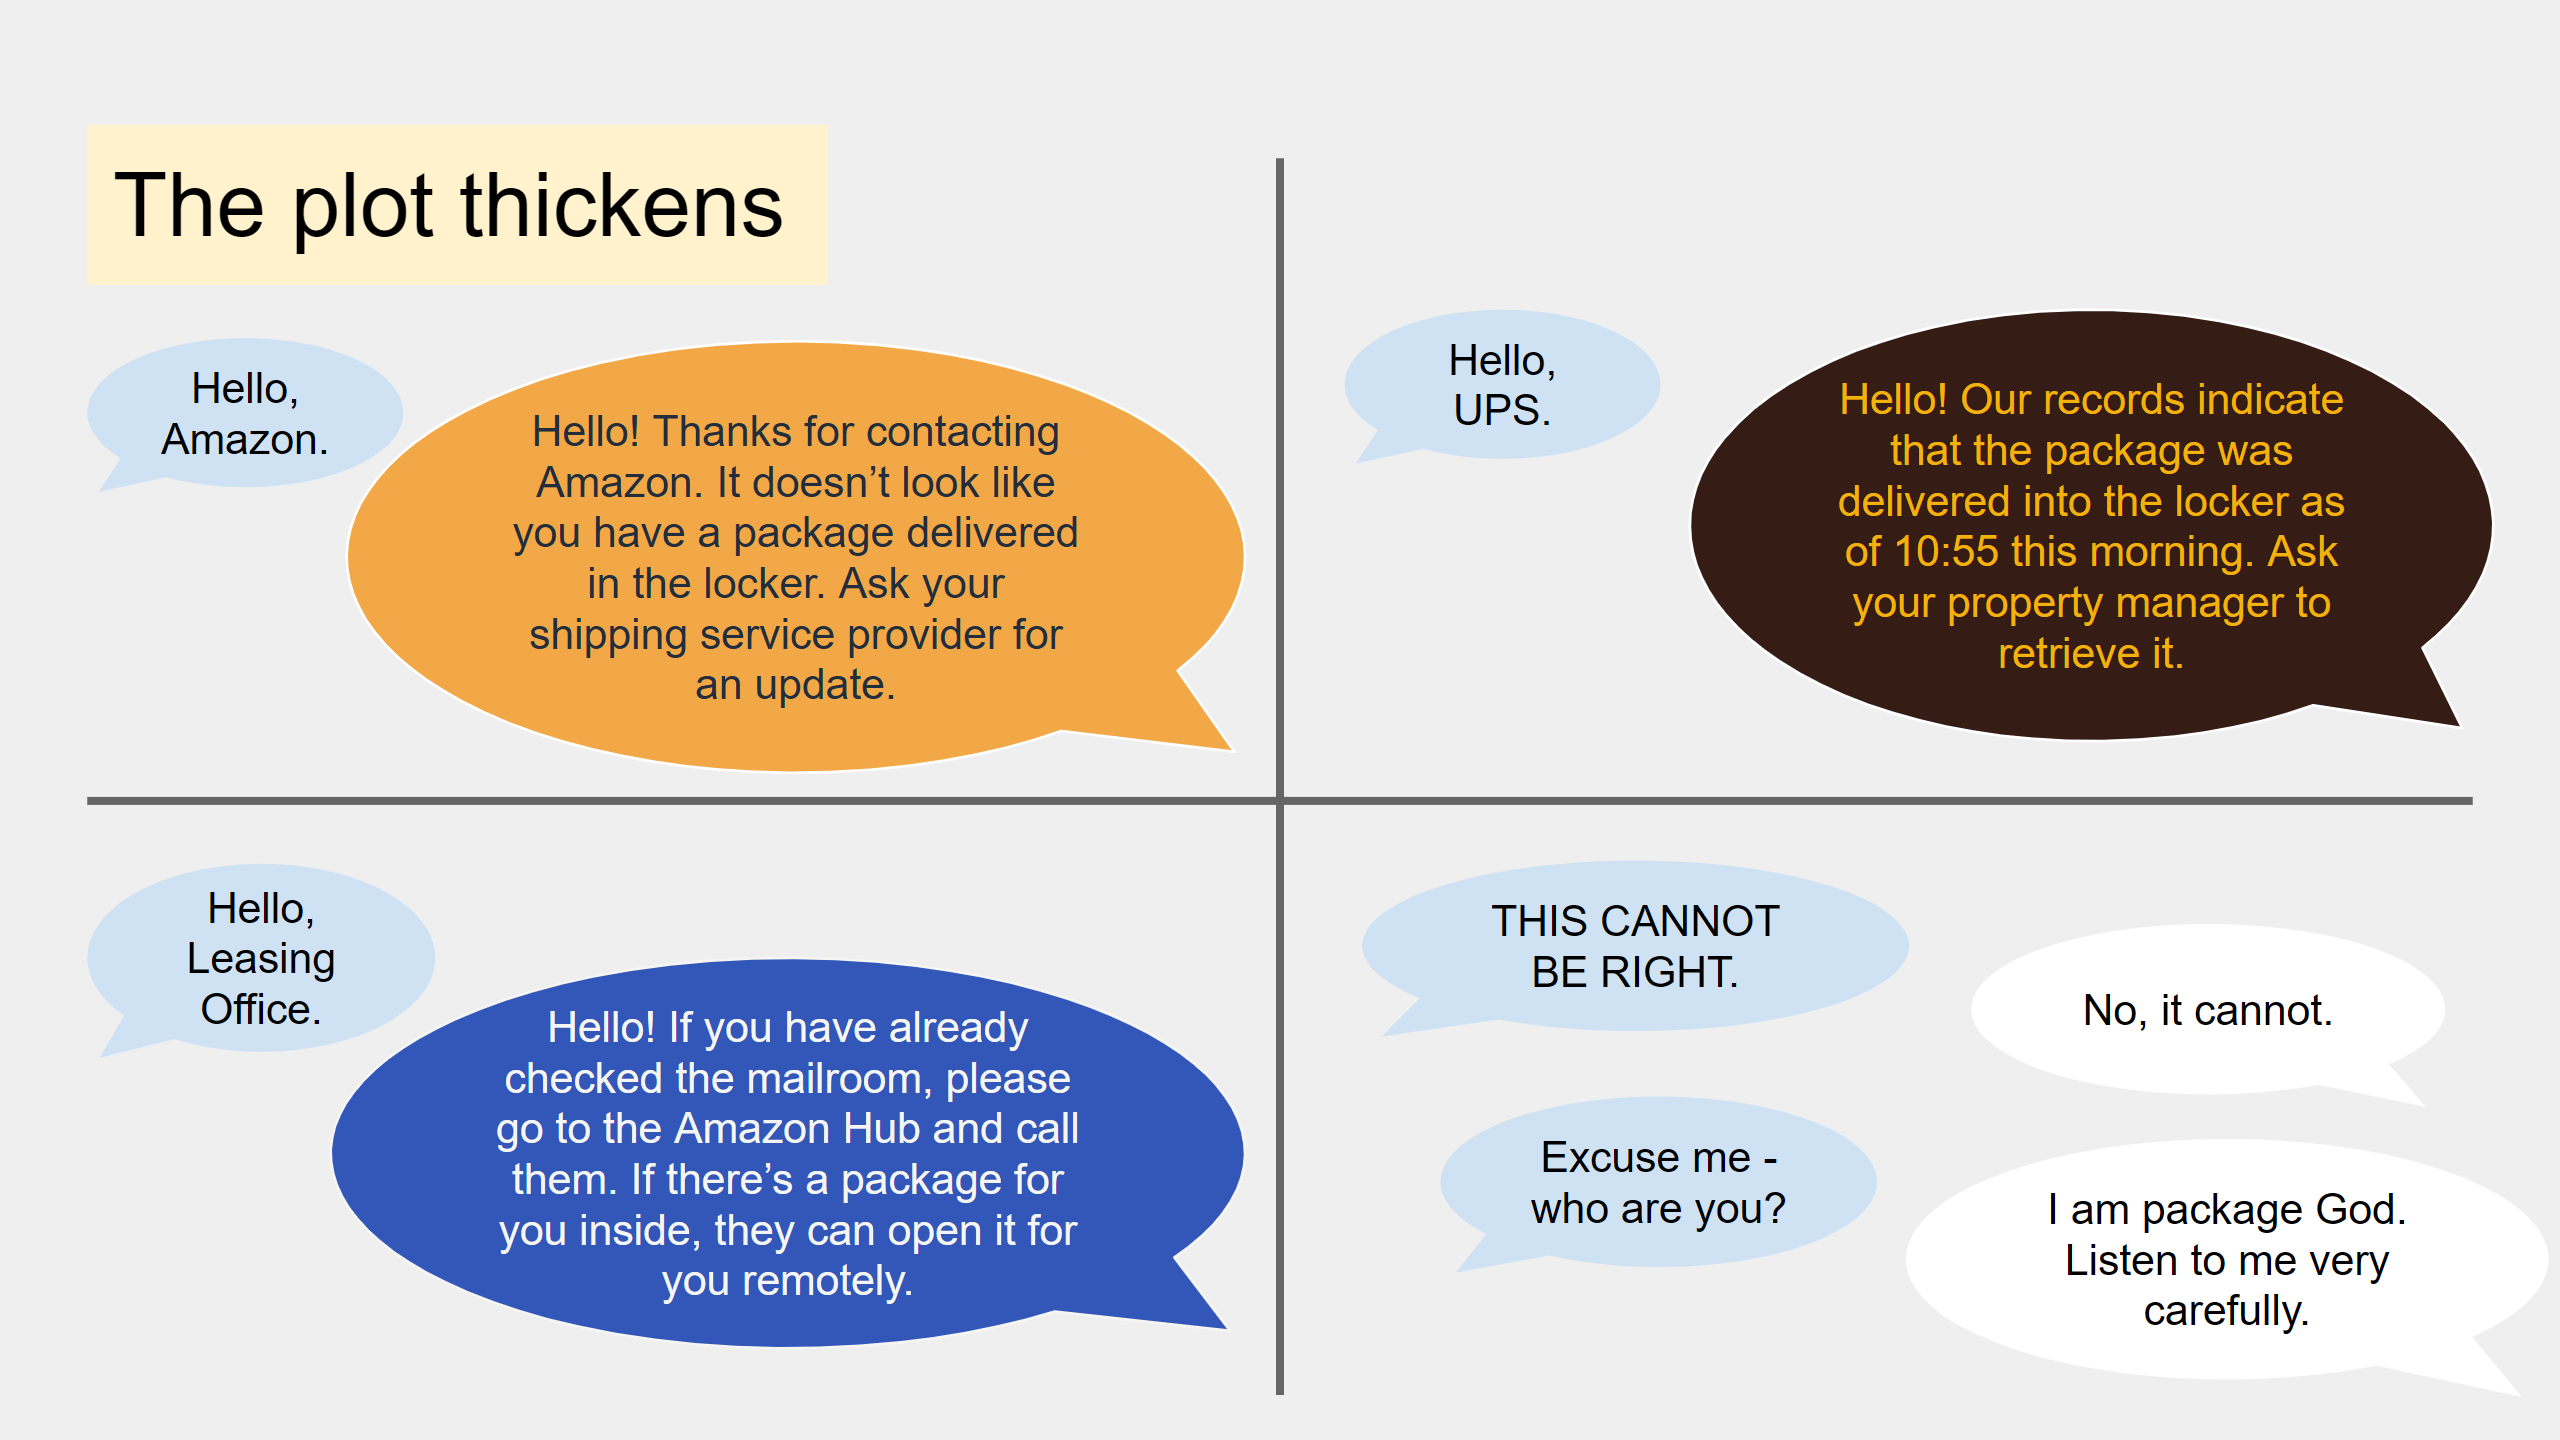 The plot thickens
Hello,
Amazon.
Hello! Thanks for contacting
Amazon. It doesn’t look like
you have a package delivered
in the locker. Ask your
shipping service provider for
an update.
Hello,
UPS.
Hello! Our records indicate
that the package was
delivered into the locker as
of 10:55 this morning. Ask
your property manager to
retrieve it.
Hello,
Leasing
Office.
Hello! If you have already
checked the mailroom, please
go to the Amazon Hub and call
them. If there’s a package for
you inside, they can open it for
you remotely.
THIS CANNOT
BE RIGHT.
No, it cannot.
Excuse me -
who are you?
I am package God.
Listen to me very
carefully.